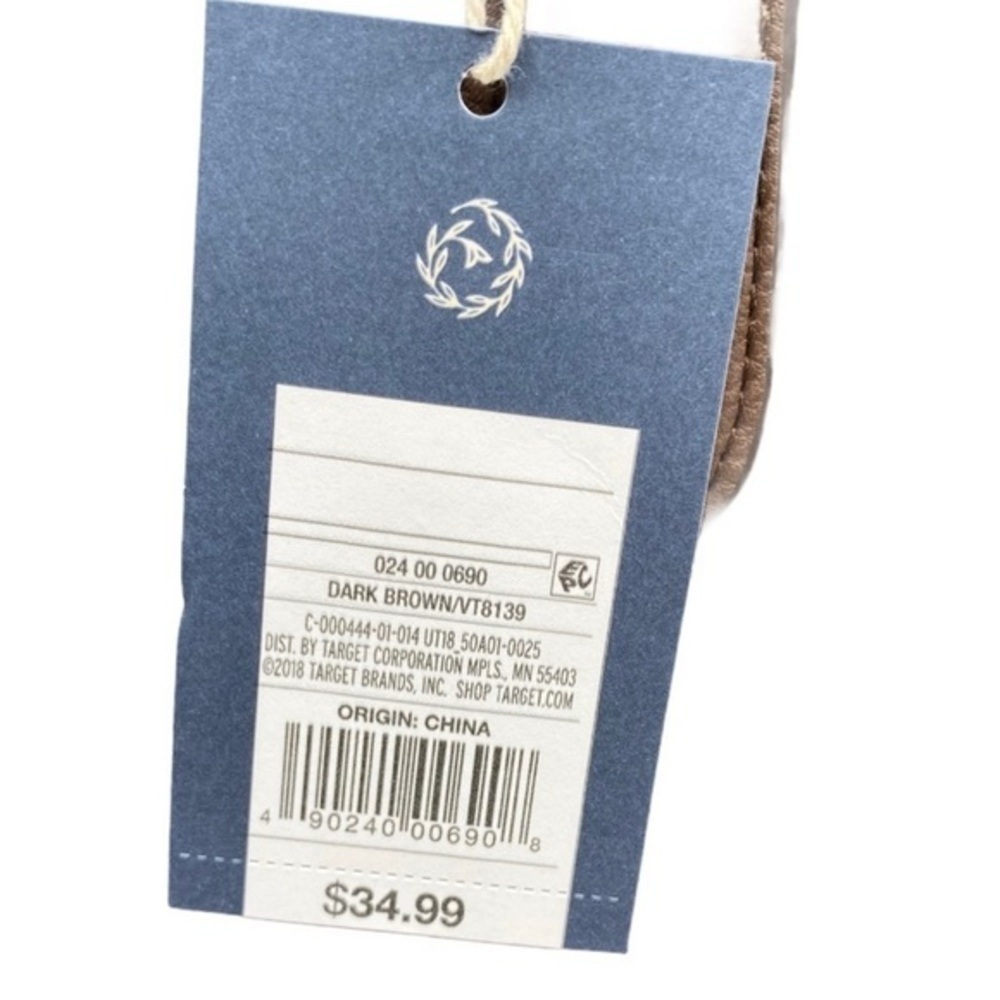 024 00 0690
EPC
DARK BROWN/VT8139
C-000444-01-014 UT18_50A01-0025
DIST. BY TARGET CORPORATION MPLS., MN 55403
©2018 TARGET BRANDS, INC. SHOP TARGET.COM
ORIGIN: CHINA
4 90240 00690 8
$34.99